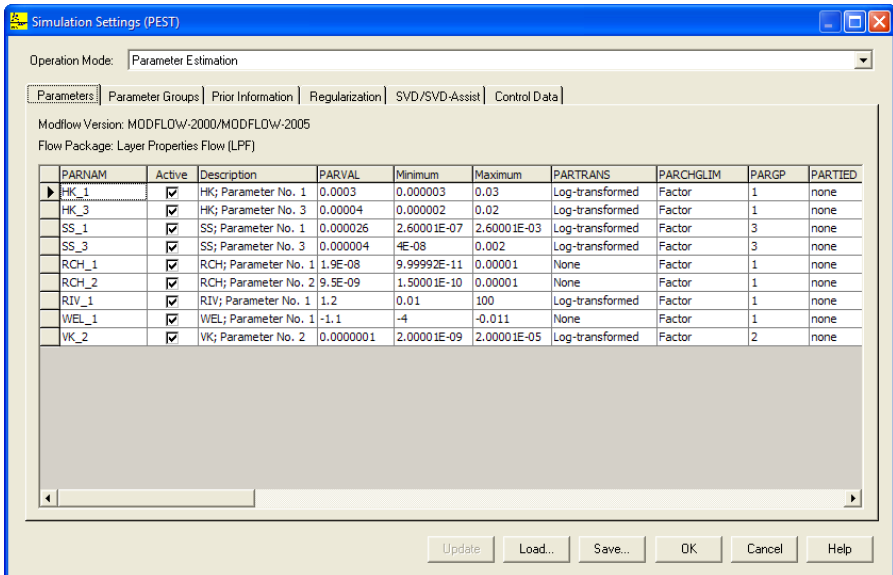 Simulation Settings (PEST)
Operation Mode: Parameter Estimation
Parameters Parameter Groups Prior Information Regularization SVD/SVD-Assist Control Data
Modflow Version: MODFLOW-2000/MODFLOW-2005
Flow Package: Layer Properties Flow (LPF)
PARNAM Active Description PARVAL Minimum Maximum PARTRANS PARCHGLIM PARGP PARTIED
HK_1 HK; Parameter No. 1 0.0003 0.000003 0.03 Log-transformed Factor 1 none
HK_3 HK; Parameter No. 3 0.00004 0.000002 0.02 Log-transformed Factor 1 none
SS_1 SS; Parameter No. 1 0.000026 2.60001E-07 2.60001E-03 Log-transformed Factor 3 none
SS_3 SS; Parameter No. 3 0.000004 4E-08 0.002 Log-transformed Factor 3 none
RCH_1 RCH; Parameter No. 1 1.9E-08 9.99992E-11 0.00001 None Factor 1 none
RCH_2 RCH; Parameter No. 2 9.5E-09 1.50001E-10 0.00001 None Factor 1 none
RIV_1 RIV; Parameter No. 1 1.2 0.01 100 Log-transformed Factor 1 none
WEL_1 WEL; Parameter No. 1 -1.1 -4 -0.011 None Factor 1 none
VK_2 VK; Parameter No. 2 0.0000001 2.00001E-09 2.00001E-05 Log-transformed Factor 2 none
Update Load... Save... OK Cancel Help